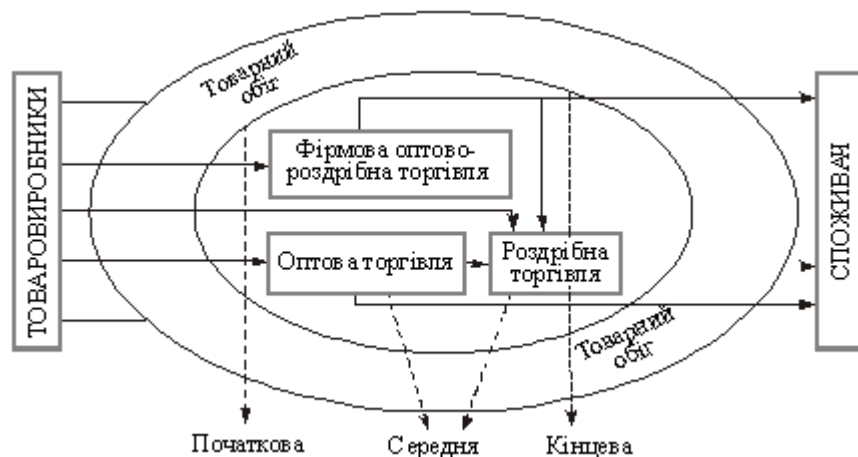 Товарний
обіг
ТОВАРОВИРОБНИКИ
Фірмова оптово-
роздрібна торгівля
Оптова торгівля
Роздрібна
торгівля
СПОЖИВАЧ
Товарний
обіг
Початкова
Середня
Кінцева